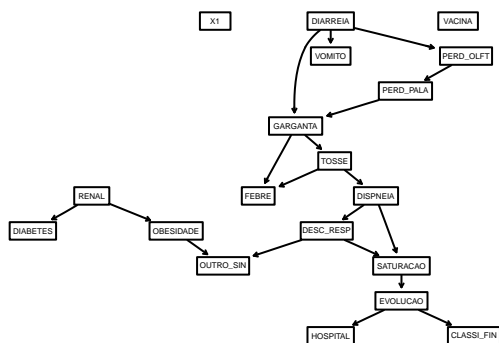 X1
DIARREIA
VACINA
VOMITO
PERD_OLFT
PERD_PALA
GARGANTA
TOSSE
RENAL
FEBRE
DISPNEIA
DIABETES
OBESIDADE
DESC_RESP
OUTRO_SIN
SATURACAO
EVOLUCAO
HOSPITAL
CLASSI_FIN